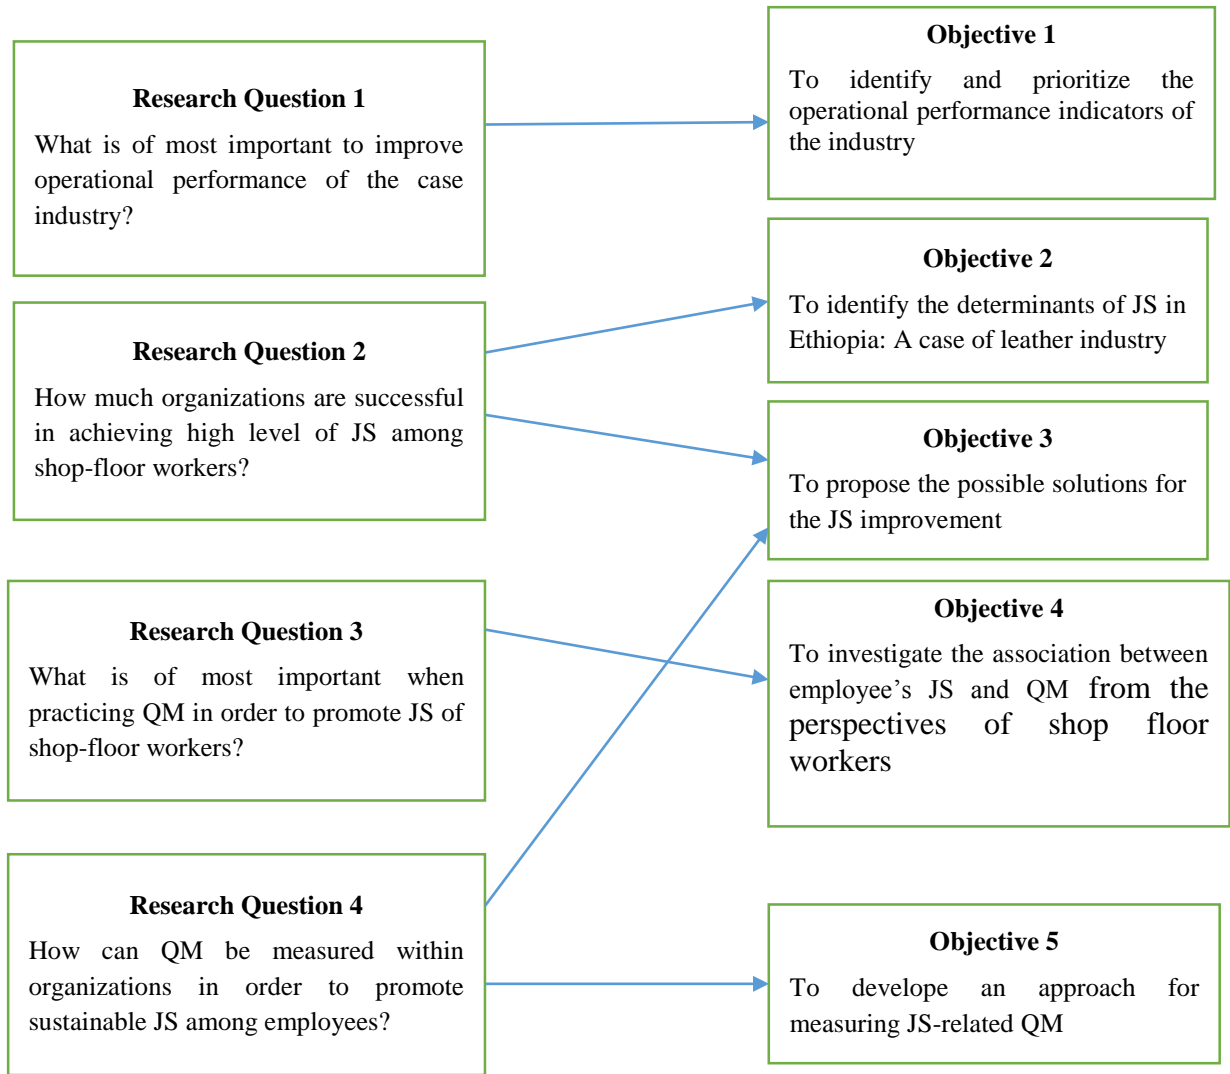 Research Question 1
What is of most important to improve
operational performance of the case
industry?
Research Question 2
How much organizations are successful
in achieving high level of JS among
shop-floor workers?
Research Question 3
What is of most important when
practicing QM in order to promote JS of
shop-floor workers?
Research Question 4
How can QM be measured within
organizations in order to promote
sustainable JS among employees?
Objective 1
To identify and prioritize the
operational performance indicators of
the industry
Objective 2
To identify the determinants of JS in
Ethiopia: A case of leather industry
Objective 3
To propose the possible solutions for
the JS improvement
Objective 4
To investigate the association between
employee’s JS and QM from the
perspectives of shop floor
workers
Objective 5
To develope an approach for
measuring JS-related QM